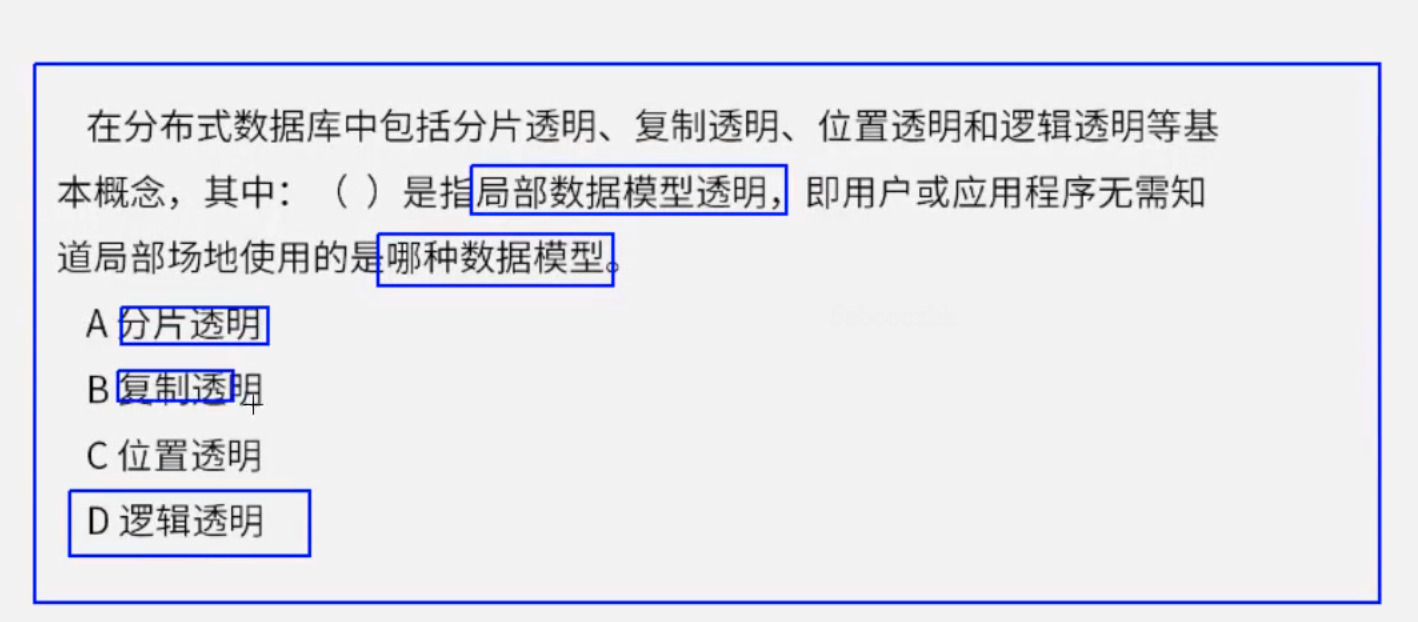 在分布式数据库中包括分片透明、复制透明、位置透明和逻辑透明等基
本概念，其中：（ ）是指局部数据模型透明，即用户或应用程序无需知
道局部场地使用的是哪种数据模型。
A 分片透明
B 复制透明
C 位置透明
D 逻辑透明